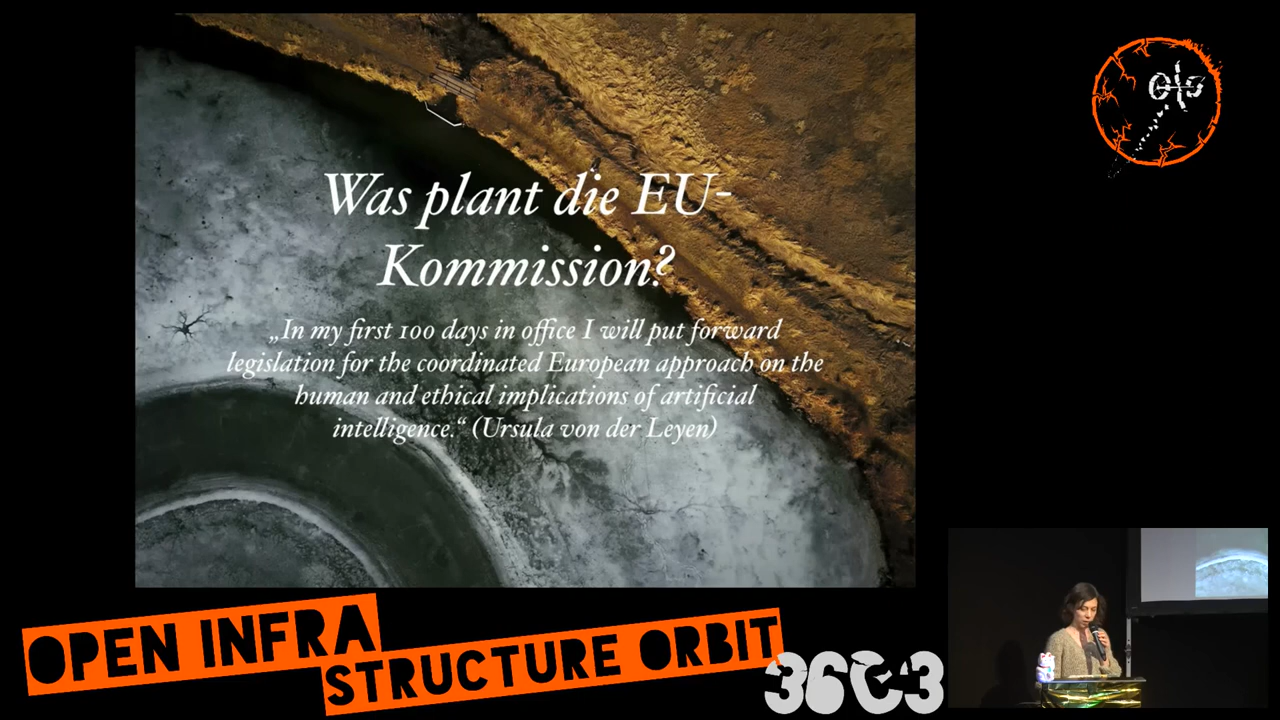 Was plant die EU-
Kommission?
„In my first 100 days in office I will put forward
legislation for the coordinated European approach on the
human and ethical implications of artificial
intelligence.“ (Ursula von der Leyen)
OPEN INFRA
STRUCTURE ORBIT
36C3